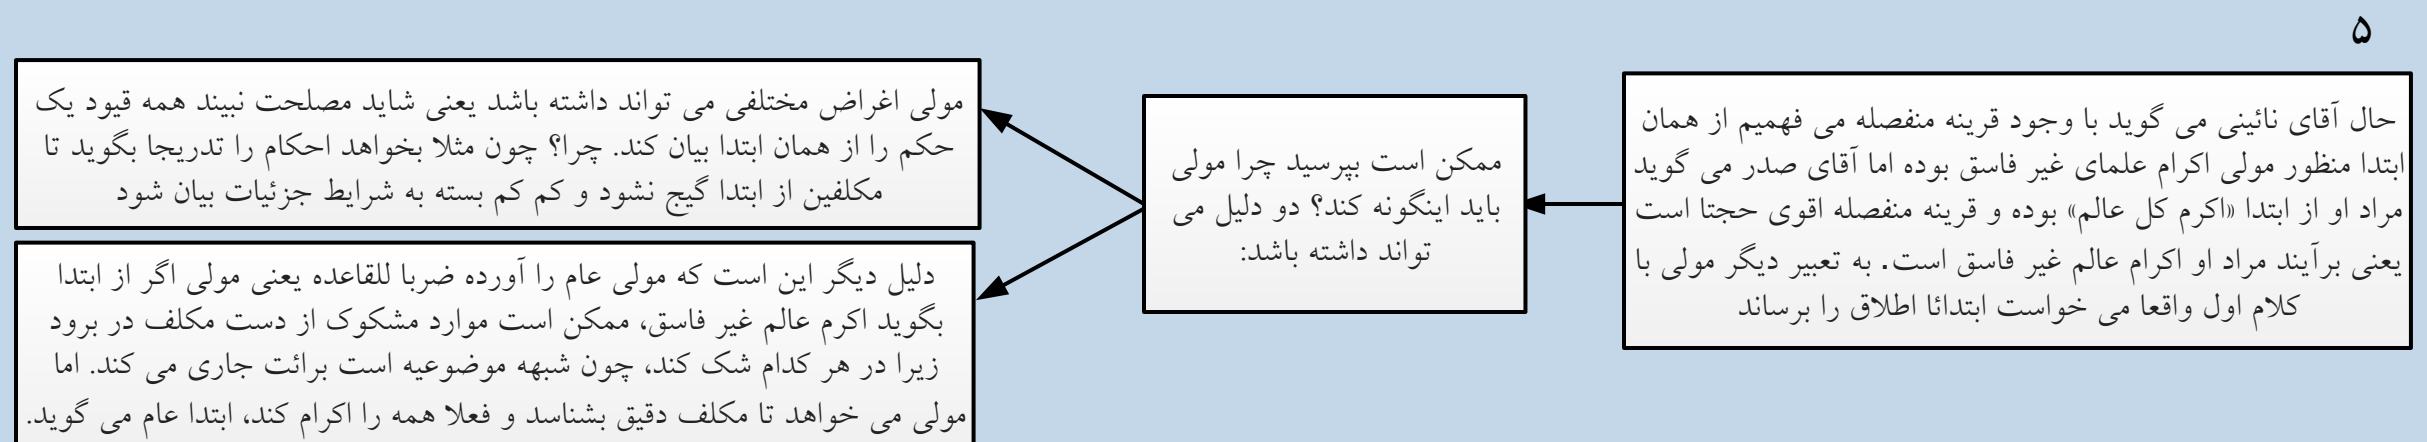 ۵
حال آقای نائینی می گوید با وجود قرینه منفصله می فهمیم از همان
ابتدا منظور مولی اکرام علمای غیر فاسق بوده اما آقای صدر می گوید
مراد او از ابتدا «اکرم کل عالم» بوده و قرینه منفصله اقوی حجتا است
یعنی برآیند مراد او اکرام عالم غیر فاسق است. به تعبیر دیگر مولی با
کلام اول واقعا می خواست ابتدائا اطلاق را برساند
ممکن است بپرسید چرا مولی
باید اینگونه کند؟ دو دلیل می
تواند داشته باشد:
مولی اغراض مختلفی می تواند داشته باشد یعنی شاید مصلحت نبیند همه قیود یک
حکم را از همان ابتدا بیان کند. چرا؟ چون مثلا بخواهد احکام را تدریجا بگوید تا
مکلفین از ابتدا گیج نشود و کم کم بسته به شرایط جزئیات بیان شود
دلیل دیگر این است که مولی عام را آورده ضربا للقاعده یعنی مولی اگر از ابتدا
بگوید اکرم عالم غیر فاسق، ممکن است موارد مشکوک از دست مکلف در برود
زیرا در هر کدام شک کند، چون شبهه موضوعیه است برائت جاری می کند. اما
مولی می خواهد تا مکلف دقیق بشناسد و فعلا همه را اکرام کند، ابتدا عام می گوید.